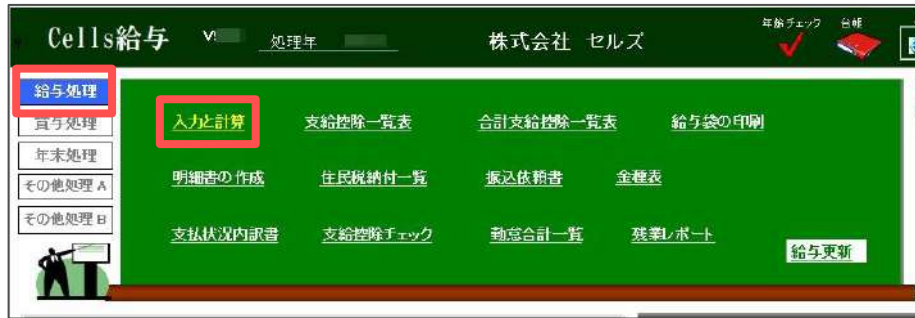 年齢チェック 台帳
Cells給与 V 処理年 株式会社 セルズ
給与処理
賞与処理
年末処理
その他処理 A
その他処理 B
入力と計算 支給控除一覧表 合計支給控除一覧表 給与袋の印刷
明細書の作成 住民税納付一覧 振込依頼書 金種表
支払状況内訳書 支給控除チェック 勤怠合計一覧 残業レポート
給与更新